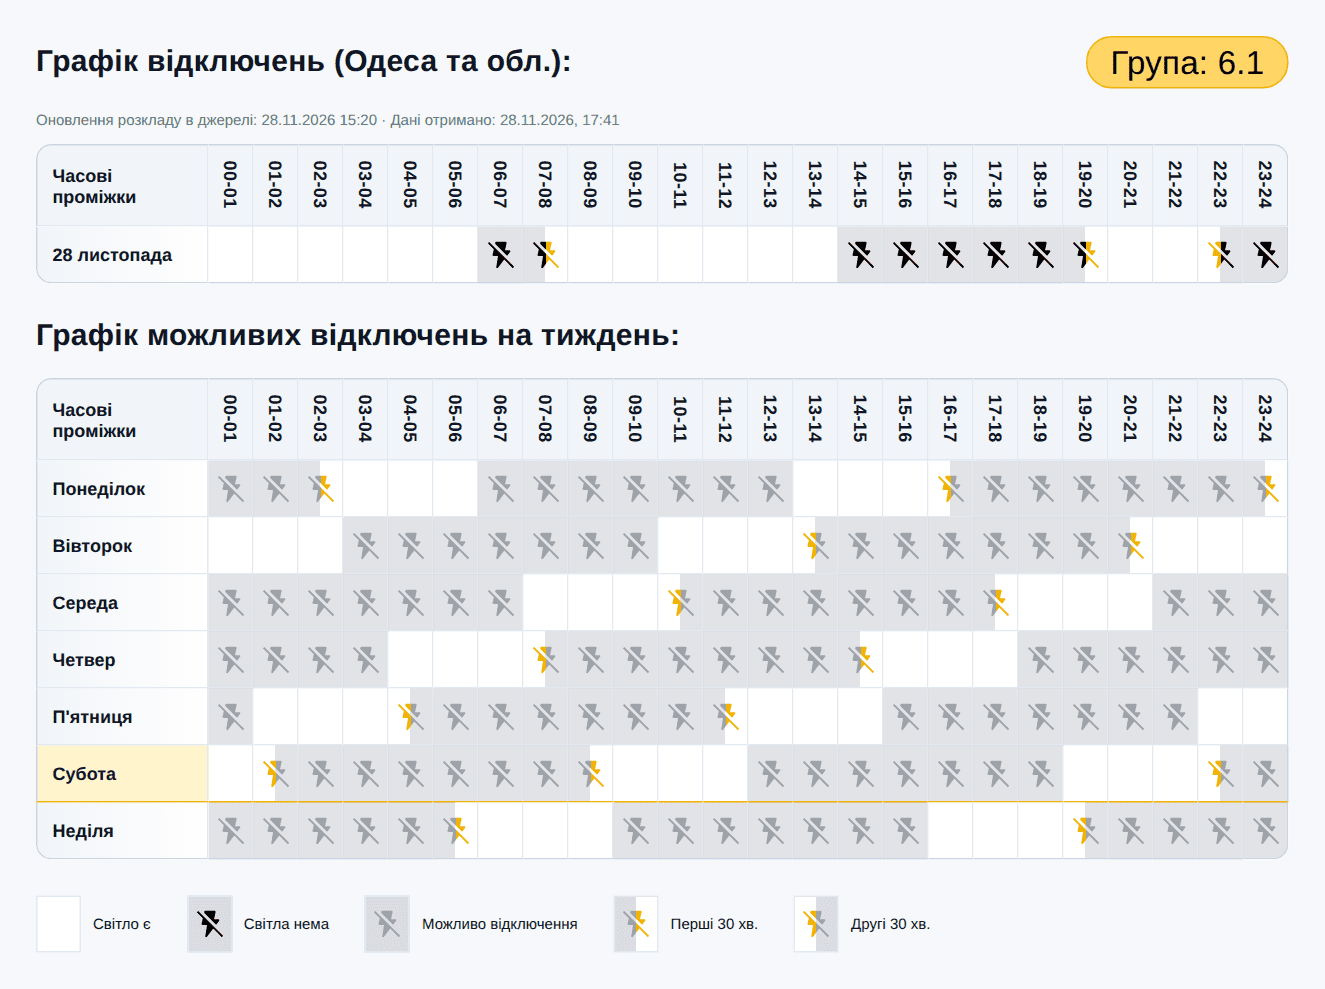 Графік відключень (Одеса та обл.):
Група: 6.1
Оновлення розкладу в джерелі: 28.11.2026 15:20 · Дані отримано: 28.11.2026, 17:41
Часові проміжки 00-01 01-02 02-03 03-04 04-05 05-06 06-07 07-08 08-09 09-10 10-11 11-12 12-13 13-14 14-15 15-16 16-17 17-18 18-19 19-20 20-21 21-22 22-23 23-24
28 листопада
Графік можливих відключень на тиждень:
Часові проміжки 00-01 01-02 02-03 03-04 04-05 05-06 06-07 07-08 08-09 09-10 10-11 11-12 12-13 13-14 14-15 15-16 16-17 17-18 18-19 19-20 20-21 21-22 22-23 23-24
Понеділок
Вівторок
Середа
Четвер
П'ятниця
Субота
Неділя
Світло є Світла нема Можливо відключення Перші 30 хв. Другі 30 хв.